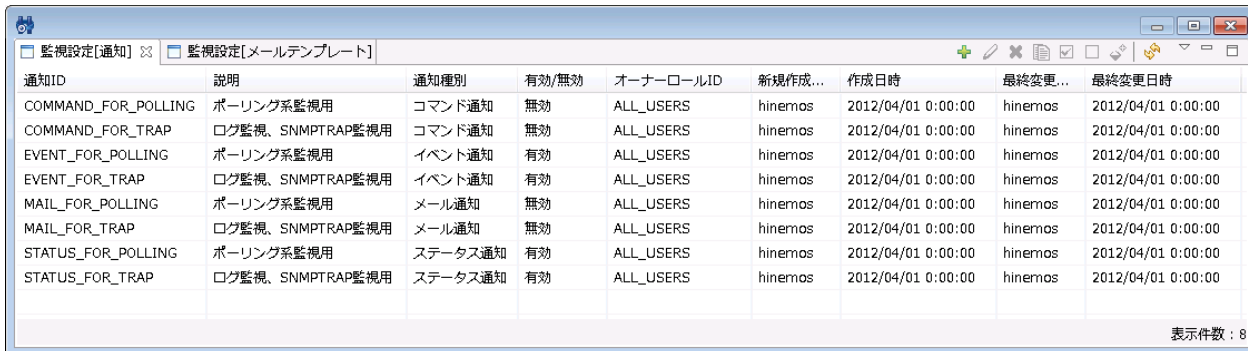 監視設定[通知] 監視設定[メールテンプレート]
通知ID 説明 通知種別 有効/無効 オーナーロールID 新規作成... 作成日時 最終変更... 最終変更日時
COMMAND_FOR_POLLING ポーリング系監視用 コマンド通知 無効 ALL_USERS hinemos 2012/04/01 0:00:00 hinemos 2012/04/01 0:00:00
COMMAND_FOR_TRAP ログ監視、SNMPTRAP監視用 コマンド通知 無効 ALL_USERS hinemos 2012/04/01 0:00:00 hinemos 2012/04/01 0:00:00
EVENT_FOR_POLLING ポーリング系監視用 イベント通知 有効 ALL_USERS hinemos 2012/04/01 0:00:00 hinemos 2012/04/01 0:00:00
EVENT_FOR_TRAP ログ監視、SNMPTRAP監視用 イベント通知 有効 ALL_USERS hinemos 2012/04/01 0:00:00 hinemos 2012/04/01 0:00:00
MAIL_FOR_POLLING ポーリング系監視用 メール通知 無効 ALL_USERS hinemos 2012/04/01 0:00:00 hinemos 2012/04/01 0:00:00
MAIL_FOR_TRAP ログ監視、SNMPTRAP監視用 メール通知 無効 ALL_USERS hinemos 2012/04/01 0:00:00 hinemos 2012/04/01 0:00:00
STATUS_FOR_POLLING ポーリング系監視用 ステータス通知 有効 ALL_USERS hinemos 2012/04/01 0:00:00 hinemos 2012/04/01 0:00:00
STATUS_FOR_TRAP ログ監視、SNMPTRAP監視用 ステータス通知 有効 ALL_USERS hinemos 2012/04/01 0:00:00 hinemos 2012/04/01 0:00:00
表示件数 : 8